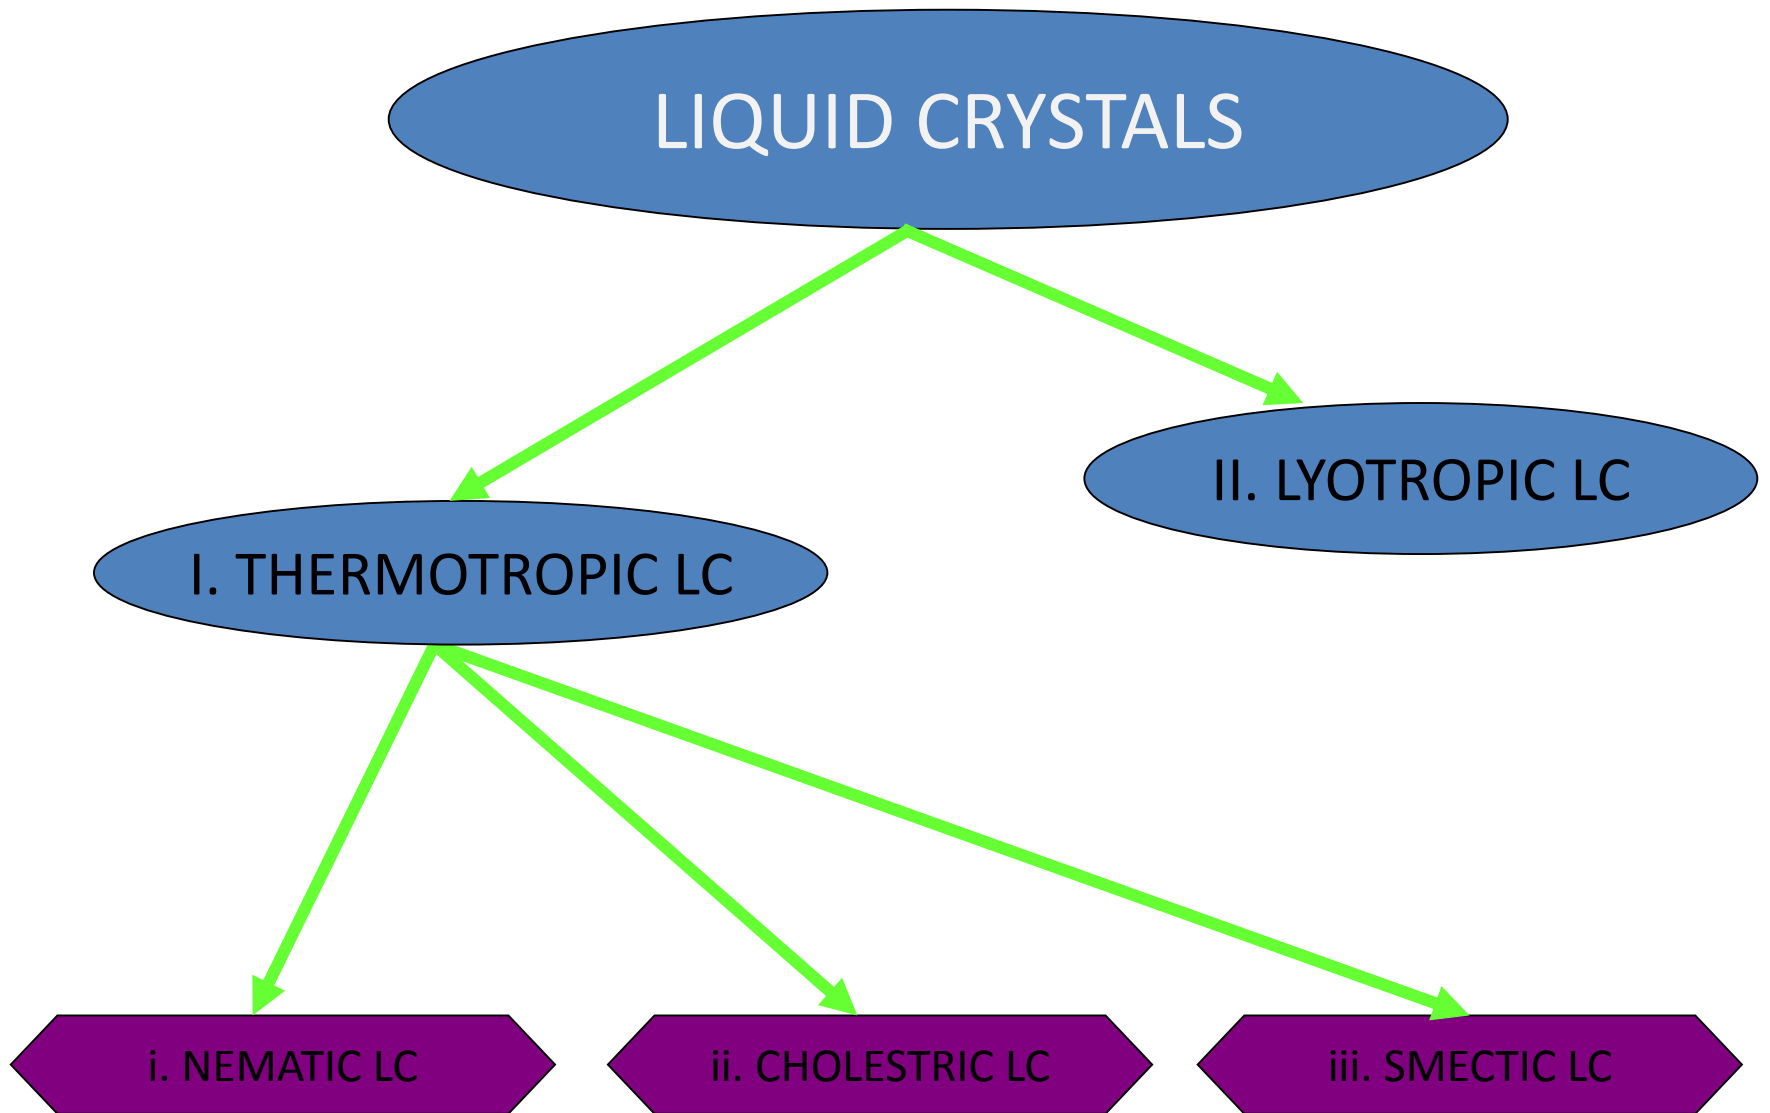 LIQUID CRYSTALS
II. LYOTROPIC LC
I. THERMOTROPIC LC
i. NEMATIC LC
ii. CHOLESTRIC LC
iii. SMECTIC LC